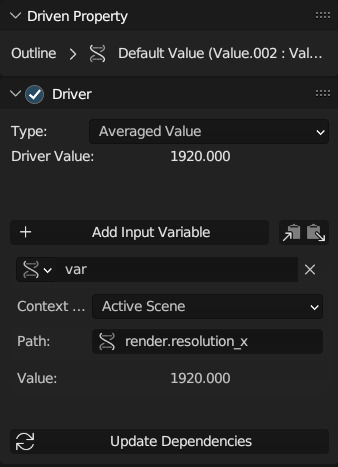 Driven Property
Outline > Default Value (Value.002 : Val...
Driver
Type: Averaged Value
Driver Value: 1920.000
+ Add Input Variable
var
Context ... Active Scene
Path: render.resolution_x
Value: 1920.000
Update Dependencies